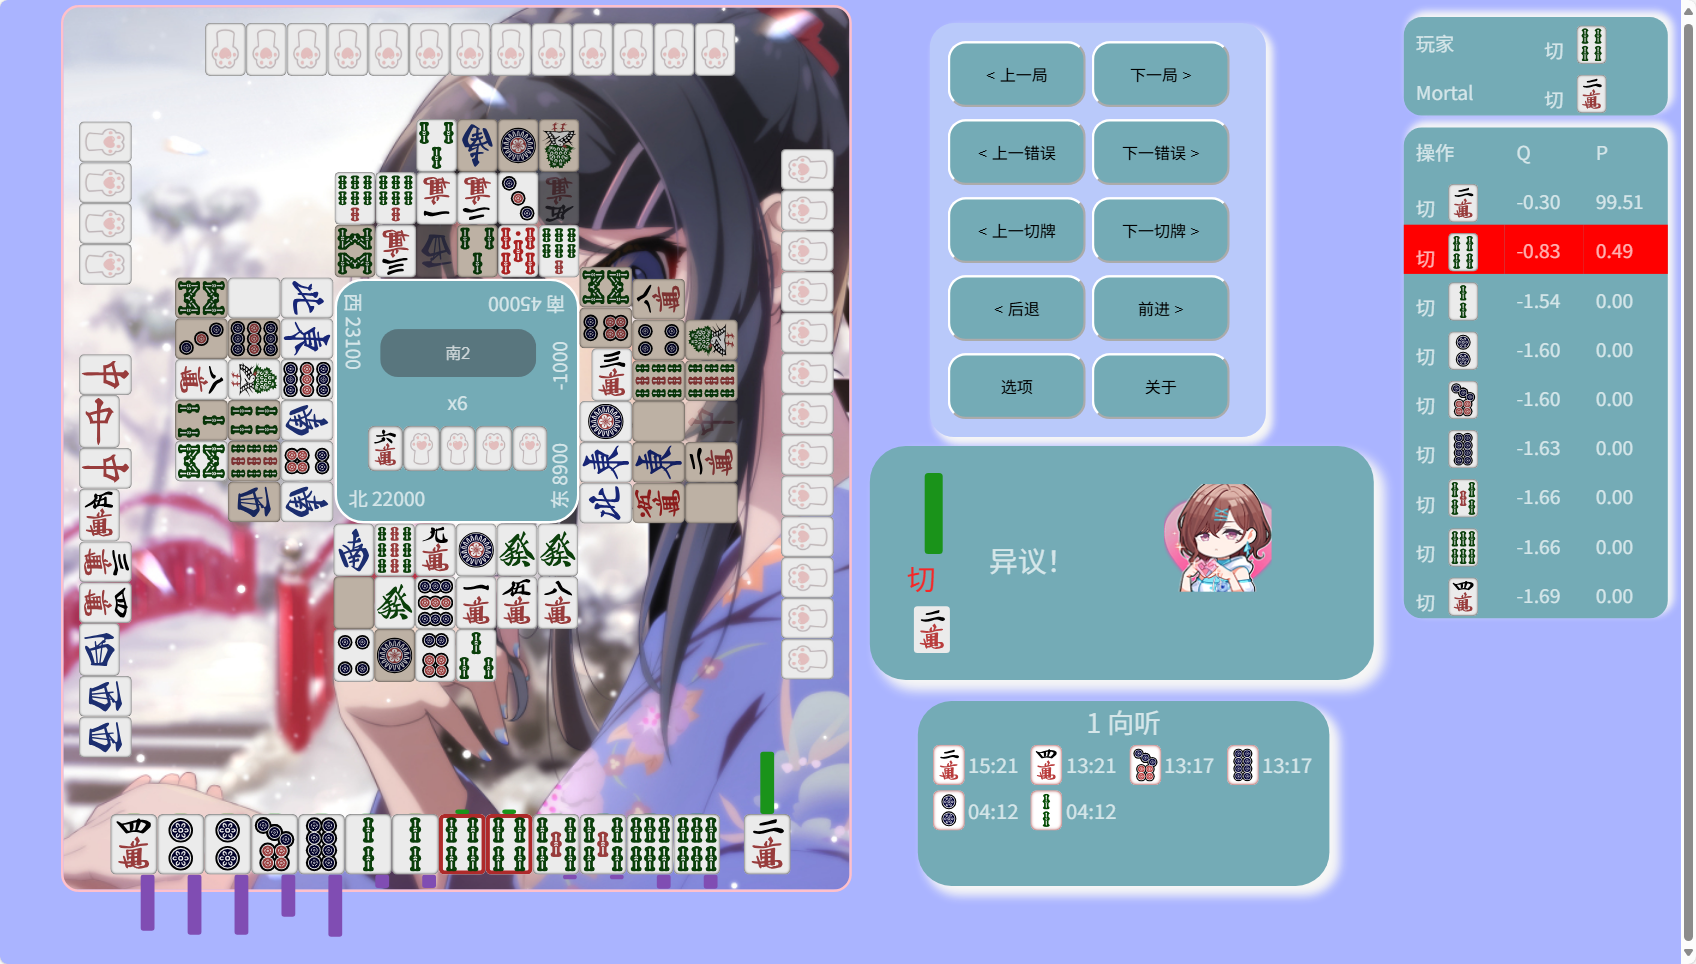 西 23100
南 45000
南2
-1000
x6
北 22000
东 8900
< 上一局
下一局 >
< 上一错误
下一错误 >
< 上一切牌
下一切牌 >
< 后退
前进 >
选项
关于
切
异议！
1 向听
15:21
13:21
13:17
13:17
04:12
04:12
玩家 切
Mortal 切
操作 Q P
切 -0.30 99.51
切 -0.83 0.49
切 -1.54 0.00
切 -1.60 0.00
切 -1.60 0.00
切 -1.63 0.00
切 -1.66 0.00
切 -1.66 0.00
切 -1.69 0.00